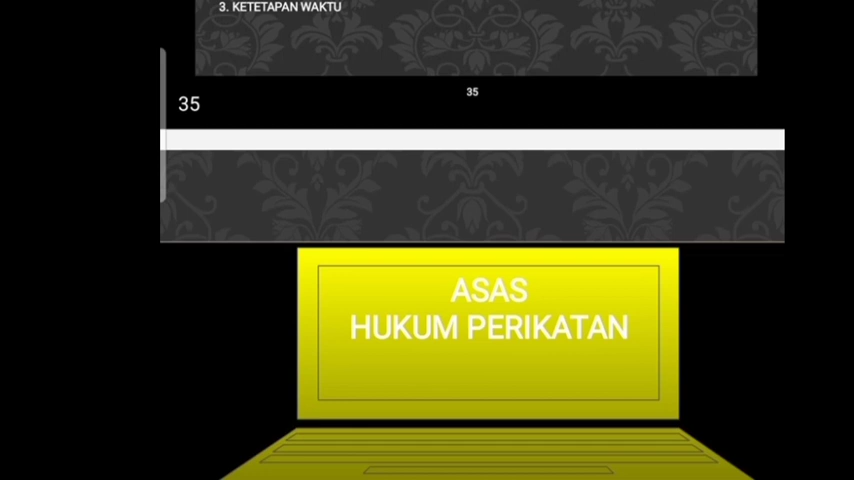 3. KETETAPAN WAKTU
35
35
ASAS
HUKUM PERIKATAN